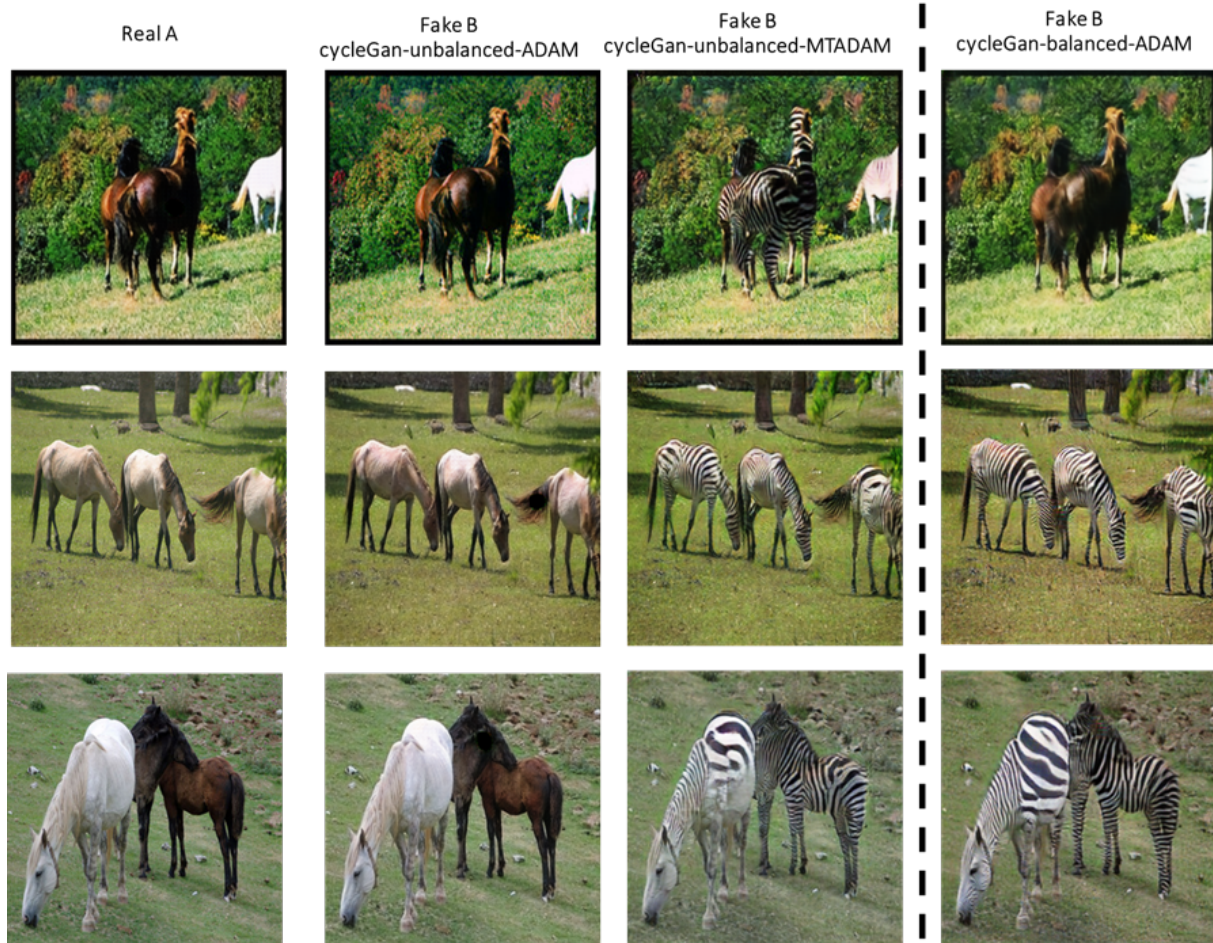 Real A
Fake B
cycleGan-unbalanced-ADAM
Fake B
cycleGan-unbalanced-MTADAM
Fake B
cycleGan-balanced-ADAM